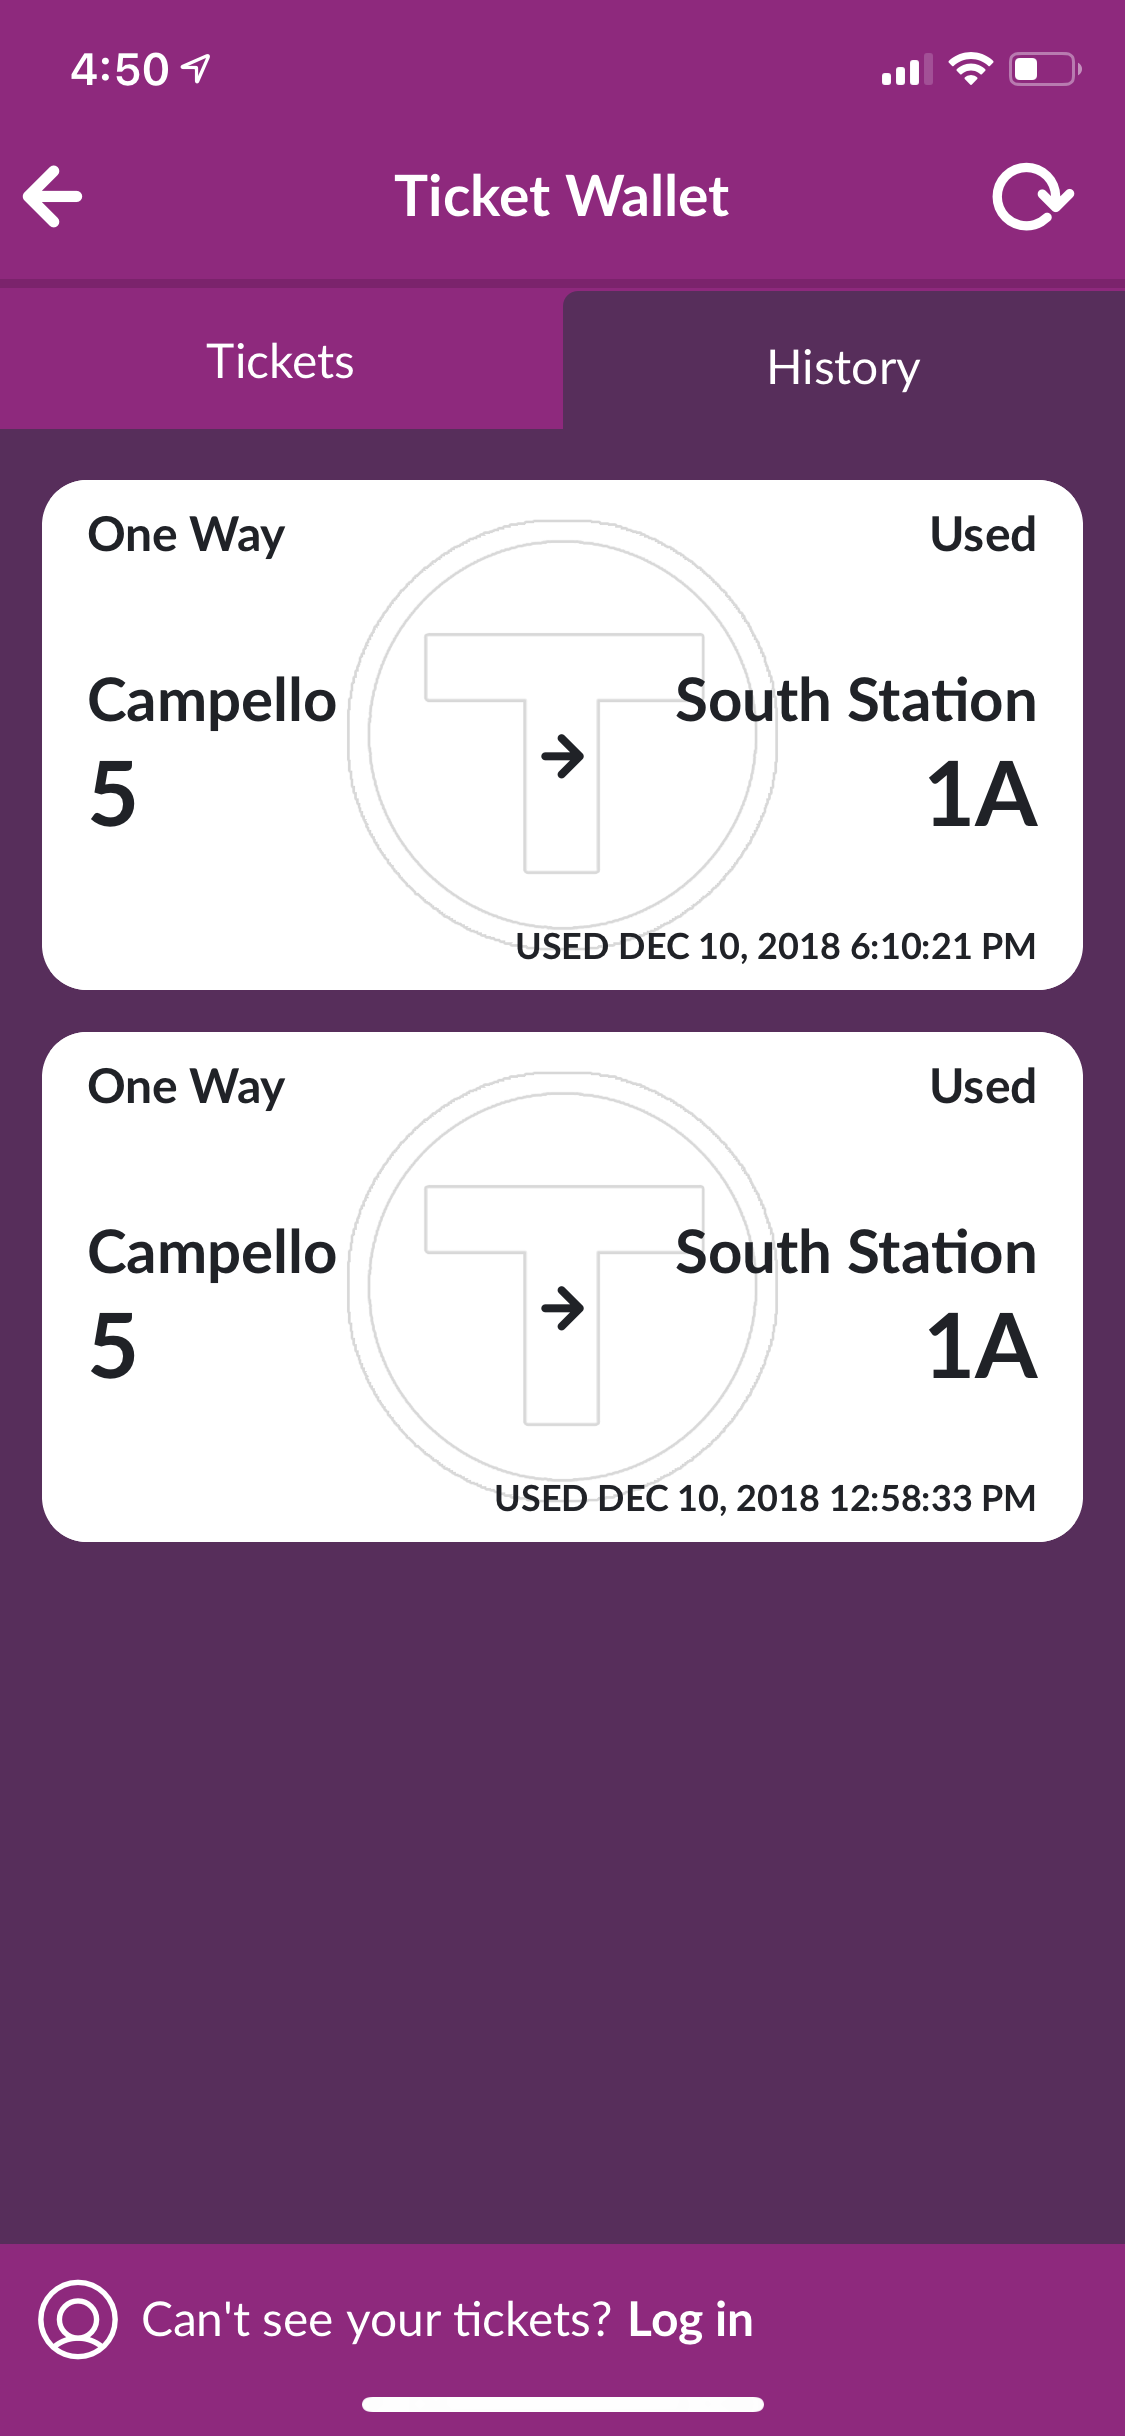 4:50
Ticket Wallet
Tickets
History
One Way
Used
Campello
South Station
5
1A
USED DEC 10, 2018 6:10:21 PM
One Way
Used
Campello
South Station
5
1A
USED DEC 10, 2018 12:58:33 PM
Can't see your tickets? Log in